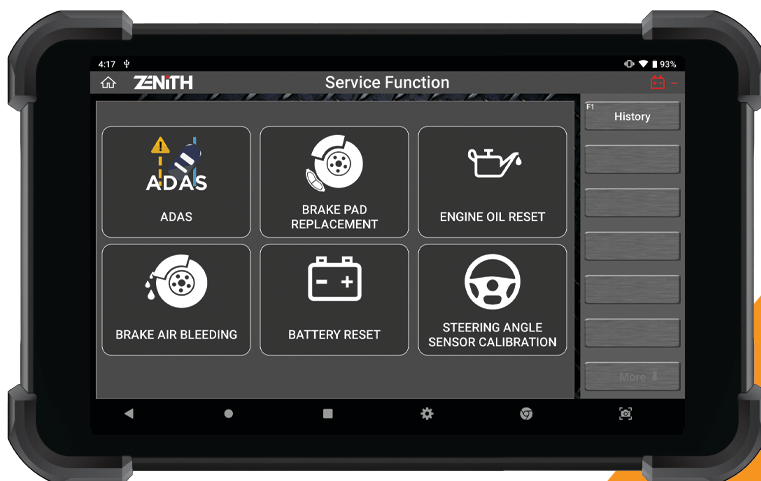 4:17
93%
ZENITH
Service Function
F1
History
ADAS
ADAS
BRAKE PAD
REPLACEMENT
ENGINE OIL RESET
BRAKE AIR BLEEDING
BATTERY RESET
STEERING ANGLE
SENSOR CALIBRATION
More